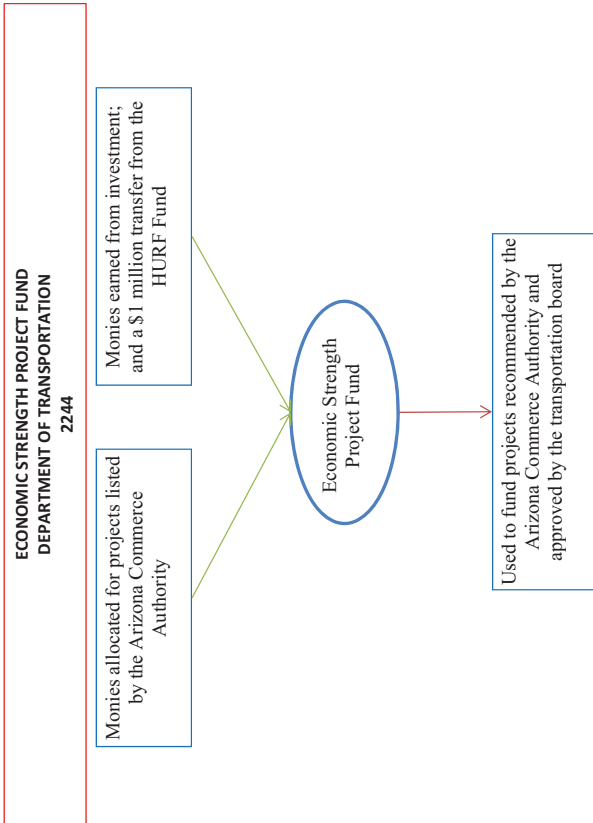 ECONOMIC STRENGTH PROJECT FUND
DEPARTMENT OF TRANSPORTATION
2244
Monies allocated for projects listed
by the Arizona Commerce
Authority
Monies earned from investment;
and a $1 million transfer from the
HURF Fund
Economic Strength
Project Fund
Used to fund projects recommended by the
Arizona Commerce Authority and
approved by the transportation board